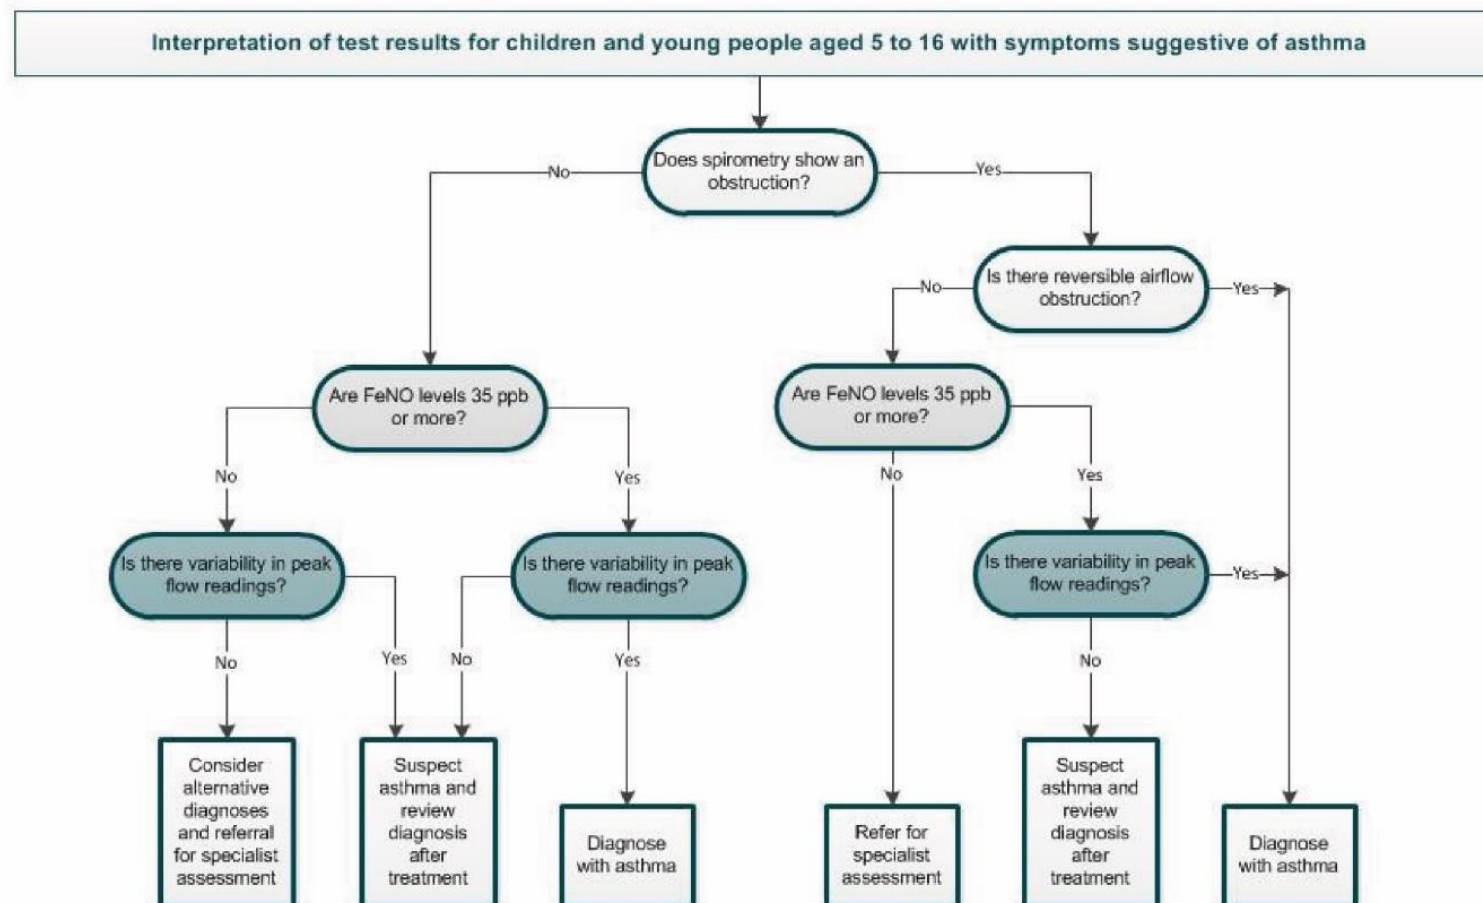 Interpretation of test results for children and young people aged 5 to 16 with symptoms suggestive of asthma
Does spirometry show an
obstruction?
No
Yes
Is there reversible airflow
obstruction?
No
Yes
Are FeNO levels 35 ppb
or more?
Are FeNO levels 35 ppb
or more?
No
Yes
No
Yes
Is there variability in peak
flow readings?
Is there variability in peak
flow readings?
Is there variability in peak
flow readings?
Yes
No
Yes
No
Yes
No
Consider
alternative
diagnoses
and referral
for specialist
assessment
Suspect
asthma and
review
diagnosis
after
treatment
Diagnose
with asthma
Refer for
specialist
assessment
Suspect
asthma and
review
diagnosis
after
treatment
Diagnose
with asthma